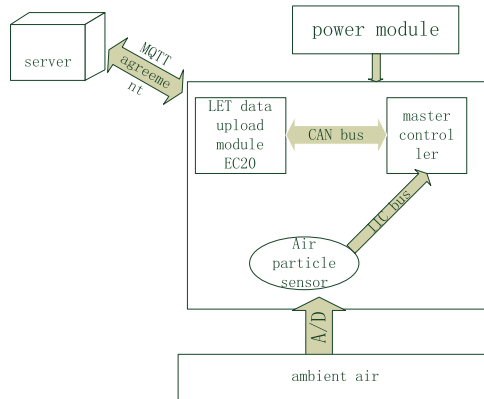 power module
server
MQTT
agreeme
nt
LET data
upload
module
EC20
CAN bus
master
control
ler
IIC bus
Air
particle
sensor
A/D
ambient air